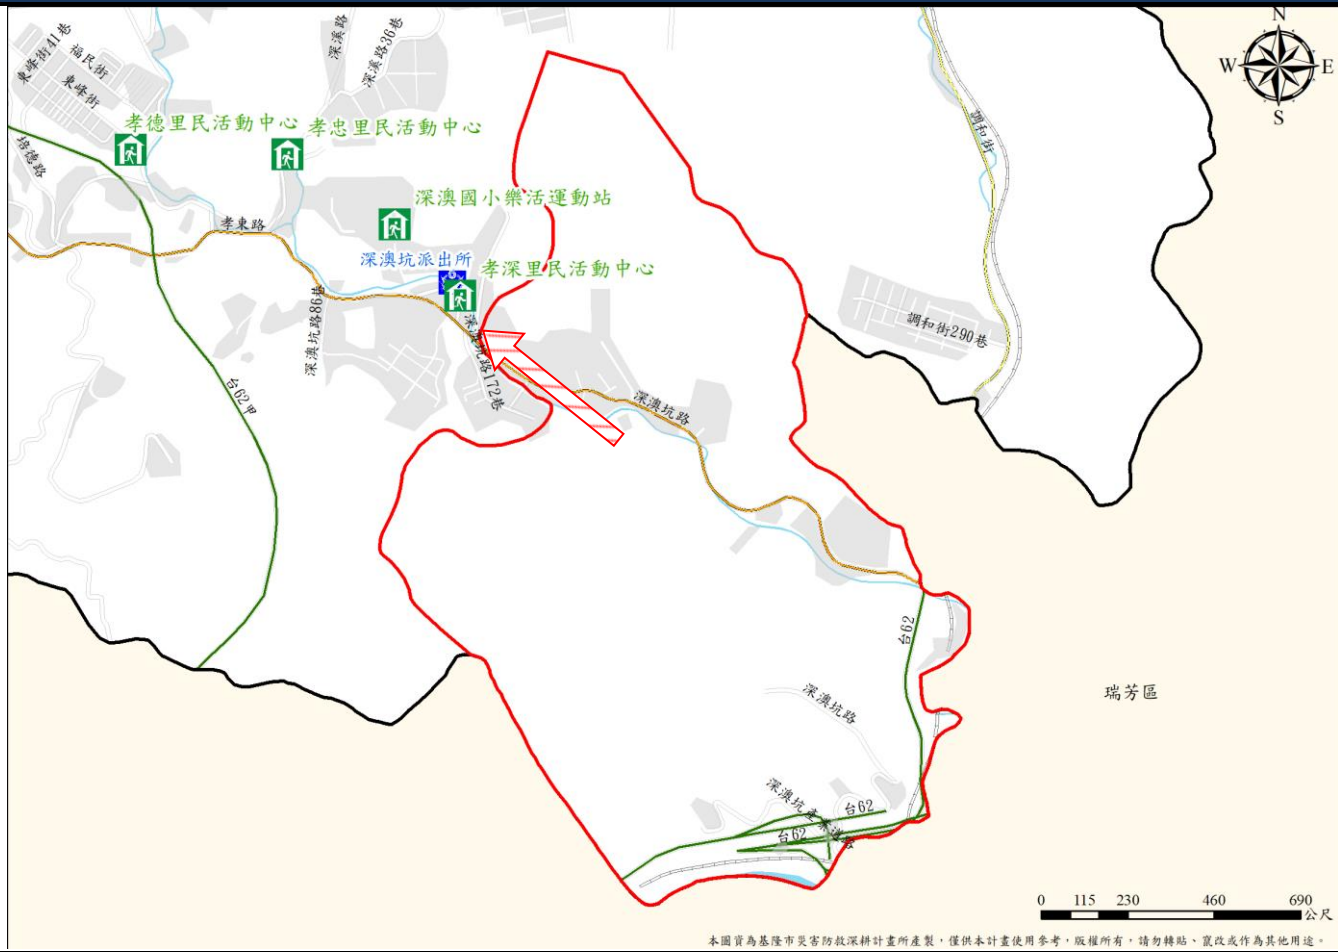 N
W
E
S
東峰街41巷
福民街
東峰街
深溪路
深溪路36巷
調和街
孝德里民活動中心
孝忠里民活動中心
培德路
深澳國小樂活運動站
孝東路
深澳坑派出所
孝深里民活動中心
深澳坑路86巷
深澳坑路172巷
調和街290巷
台62甲
深澳坑路
台62
瑞芳區
深澳坑路
深澳坑產業道路
台62
台62
0 115 230 460 690
公尺
本圖資為基隆市災害防救深耕計畫所產製，僅供本計畫使用參考，版權所有，請勿轉貼、竄改或作為其他用途。